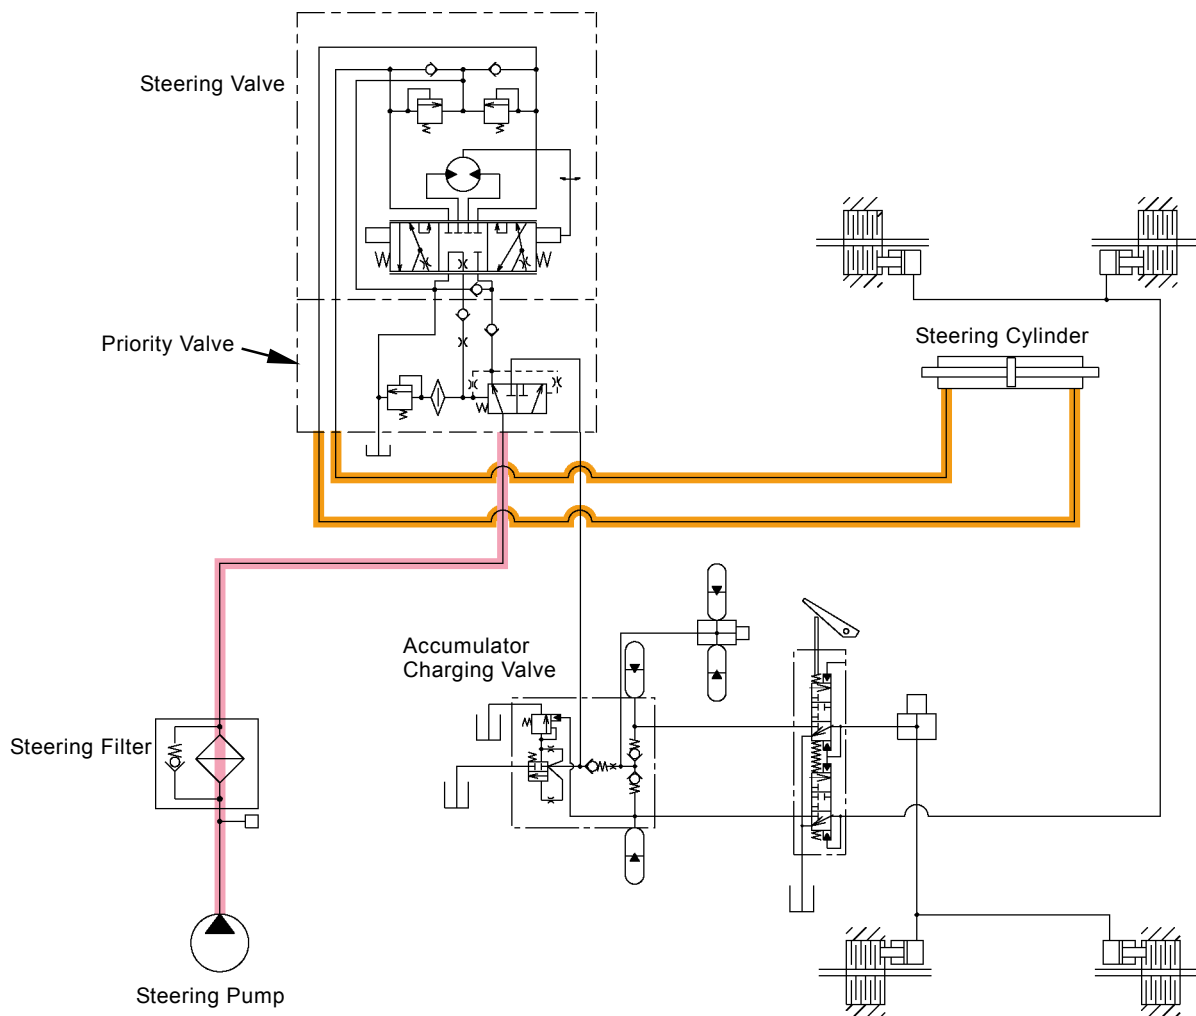 Steering Valve
Priority Valve
Steering Cylinder
Accumulator
Charging Valve
Steering Filter
Steering Pump